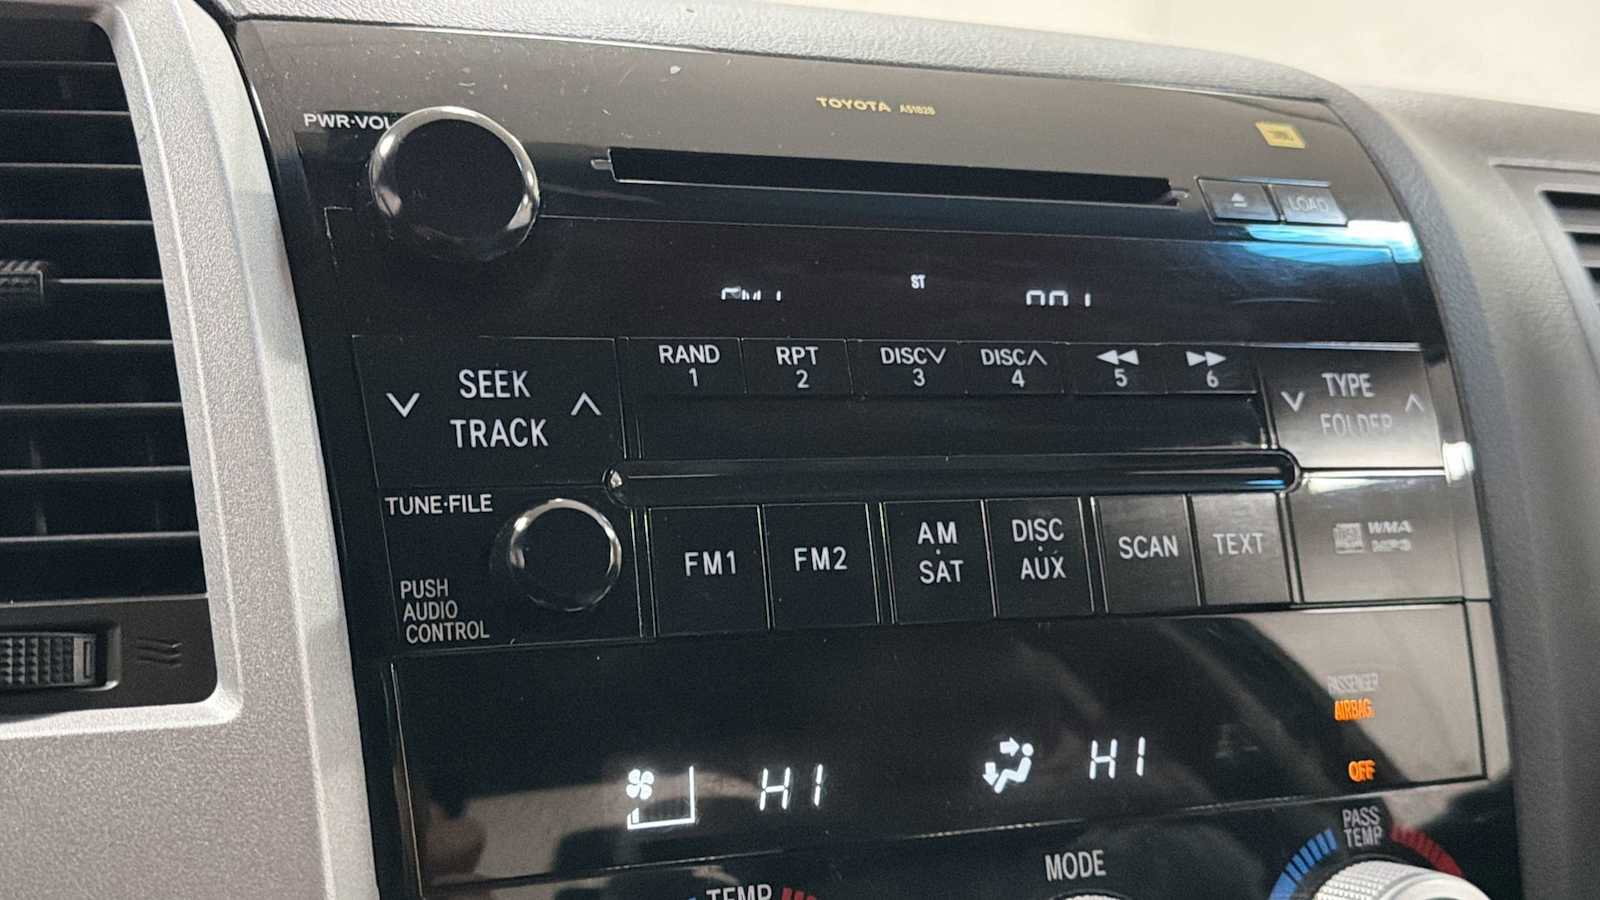 PWR·VOL
TOYOTA A51828
JBL
LOAD
ST
SEEK
TRACK
RAND
1
RPT
2
DISC
3
DISC
4
5
6
TYPE
FOLDER
TUNE·FILE
PUSH
AUDIO
CONTROL
FM1
FM2
AM
SAT
DISC
AUX
SCAN
TEXT
WMA
MP3
PASSENGER
AIRBAG
OFF
HI
HI
TEMP
MODE
PASS
TEMP